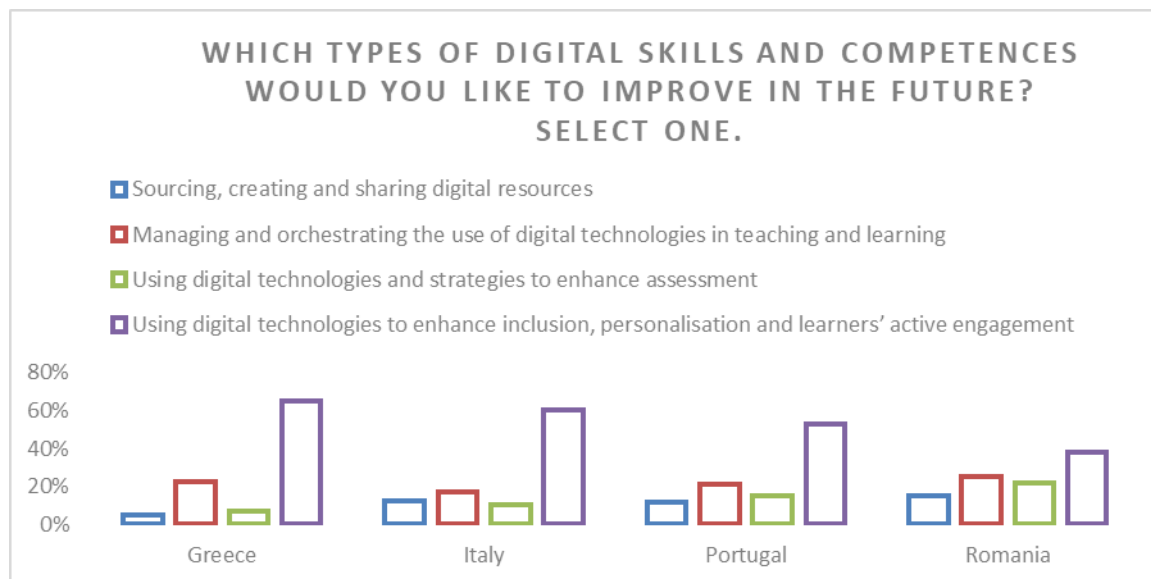 WHICH TYPES OF DIGITAL SKILLS AND COMPETENCES
WOULD YOU LIKE TO IMPROVE IN THE FUTURE?
SELECT ONE.
Sourcing, creating and sharing digital resources
Managing and orchestrating the use of digital technologies in teaching and learning
Using digital technologies and strategies to enhance assessment
Using digital technologies to enhance inclusion, personalisation and learners’ active engagement
80%
60%
40%
20%
0%
Greece Italy Portugal Romania